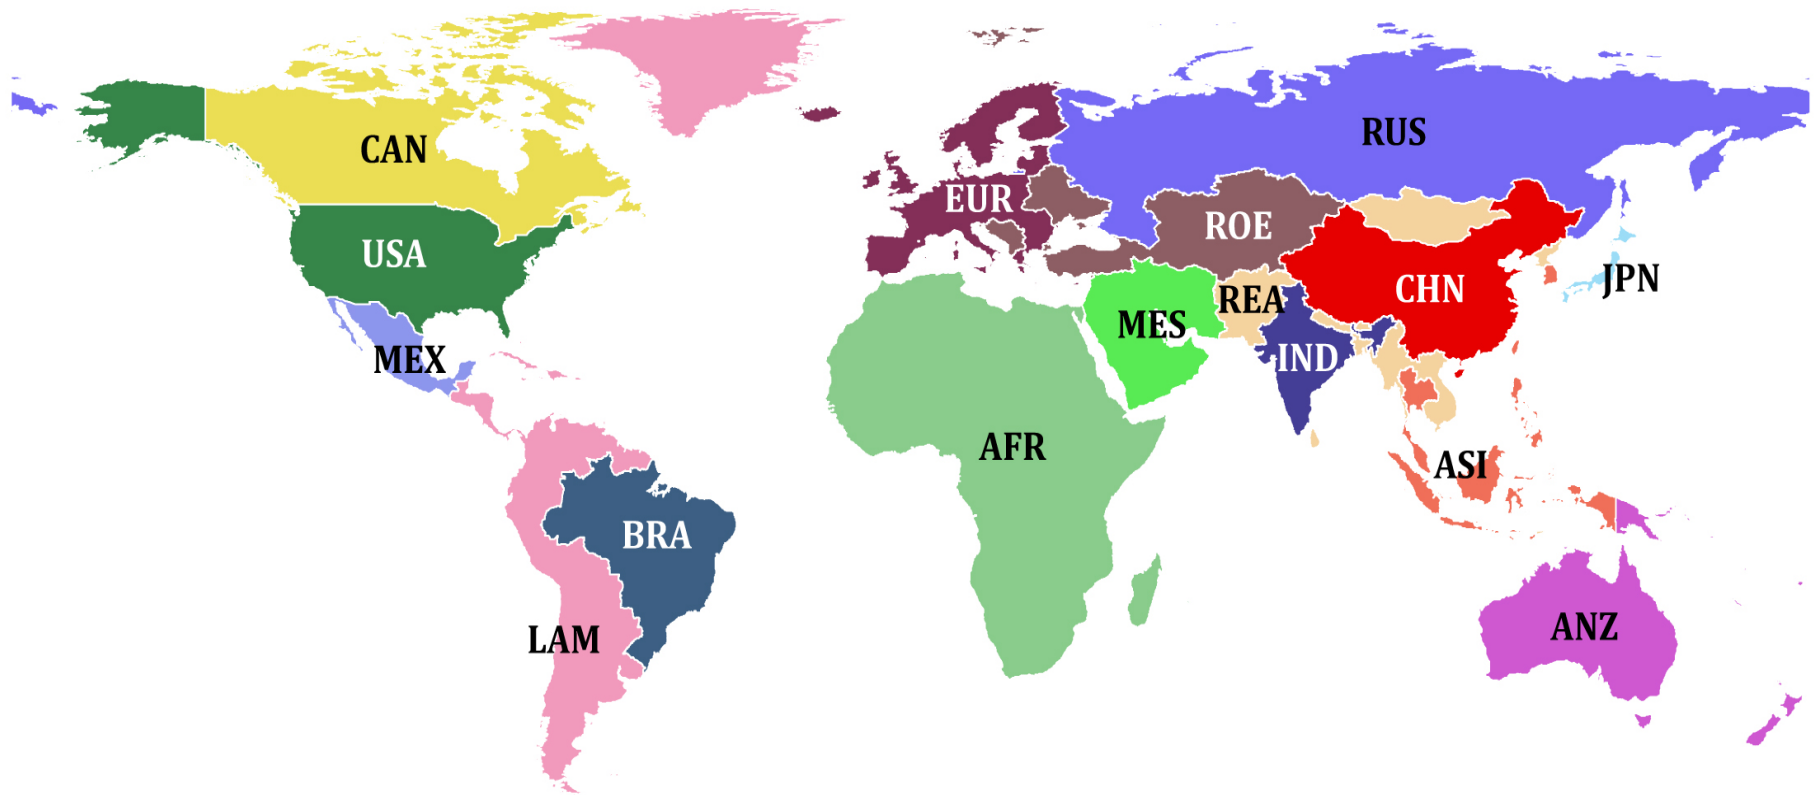 RUS
CAN
EUR
ROE
USA
JPN
CHN
REA
MES
MEX
IND
AFR
ASI
BRA
ANZ
LAM